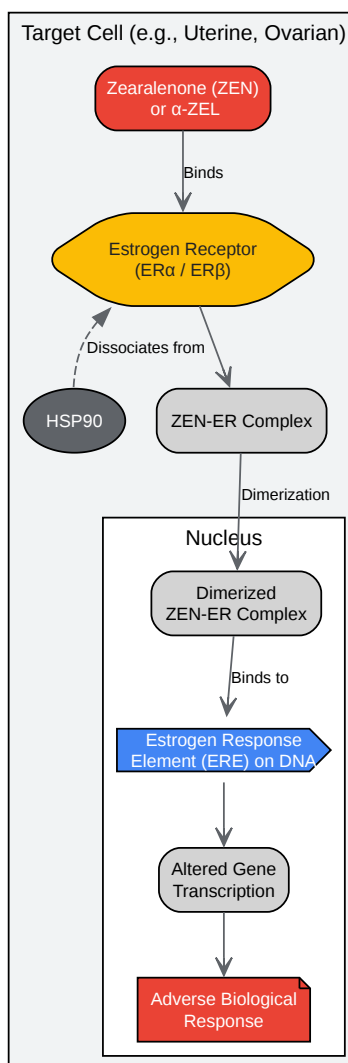 Target Cell (e.g., Uterine, Ovarian)
Zearalenone (ZEN)
or α-ZEL
Binds
Estrogen Receptor
(ERα / ERβ)
Dissociates from
HSP90
ZEN-ER Complex
Dimerization
Nucleus
Dimerized
ZEN-ER Complex
Binds to
Estrogen Response
Element (ERE) on DNA
Altered Gene
Transcription
Adverse Biological
Response